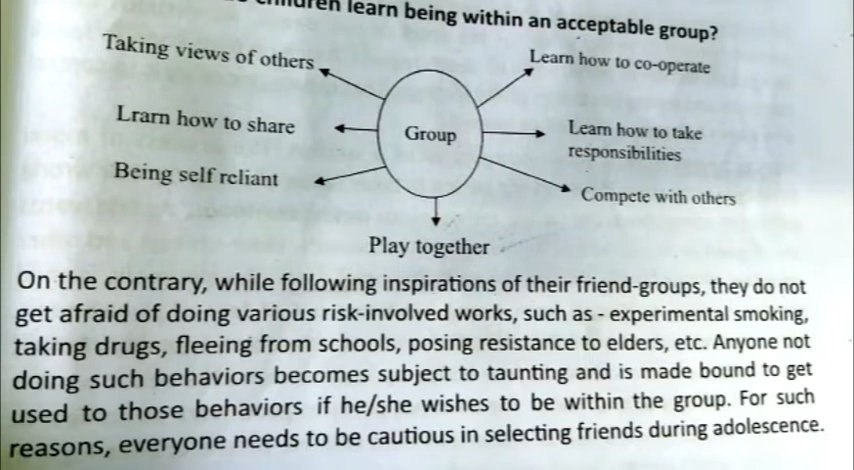 children learn being within an acceptable group?
Taking views of others
Learn how to co-operate
Lrarn how to share
Group
Learn how to take
responsibilities
Being self reliant
Compete with others
Play together
On the contrary, while following inspirations of their friend-groups, they do not
get afraid of doing various risk-involved works, such as - experimental smoking,
taking drugs, fleeing from schools, posing resistance to elders, etc. Anyone not
doing such behaviors becomes subject to taunting and is made bound to get
used to those behaviors if he/she wishes to be within the group. For such
reasons, everyone needs to be cautious in selecting friends during adolescence.